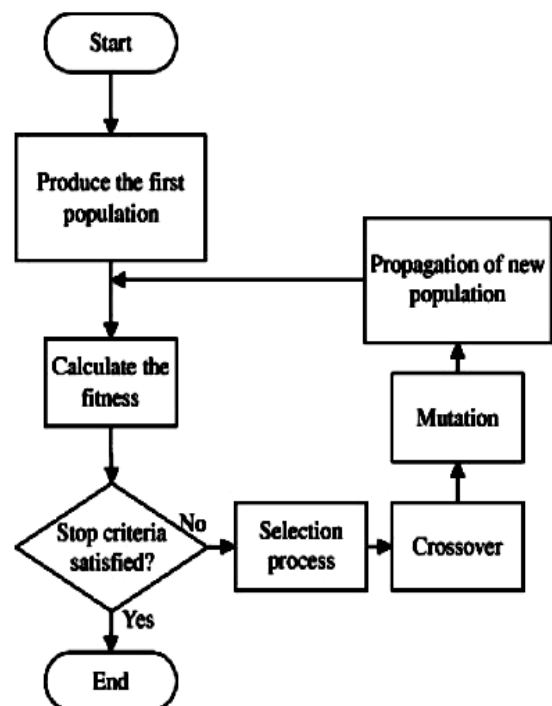 Start
Produce the first
population
Propagation of new
population
Calculate the
fitness
Mutation
Stop criteria
satisfied?
No
Selection
process
Crossover
Yes
End